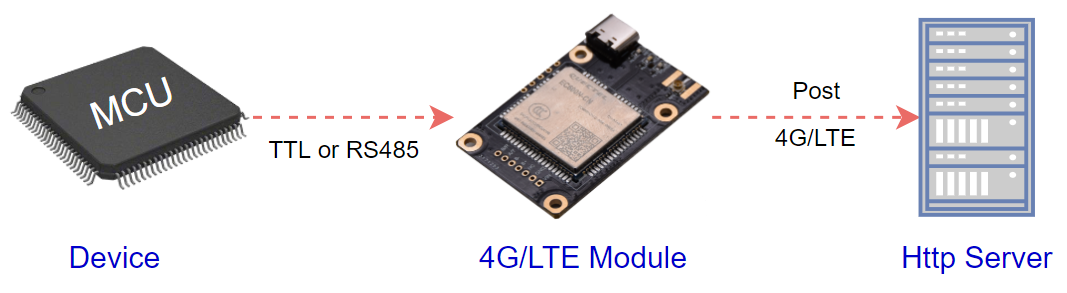 MCU
TTL or RS485
Post
4G/LTE
Device
4G/LTE Module
Http Server